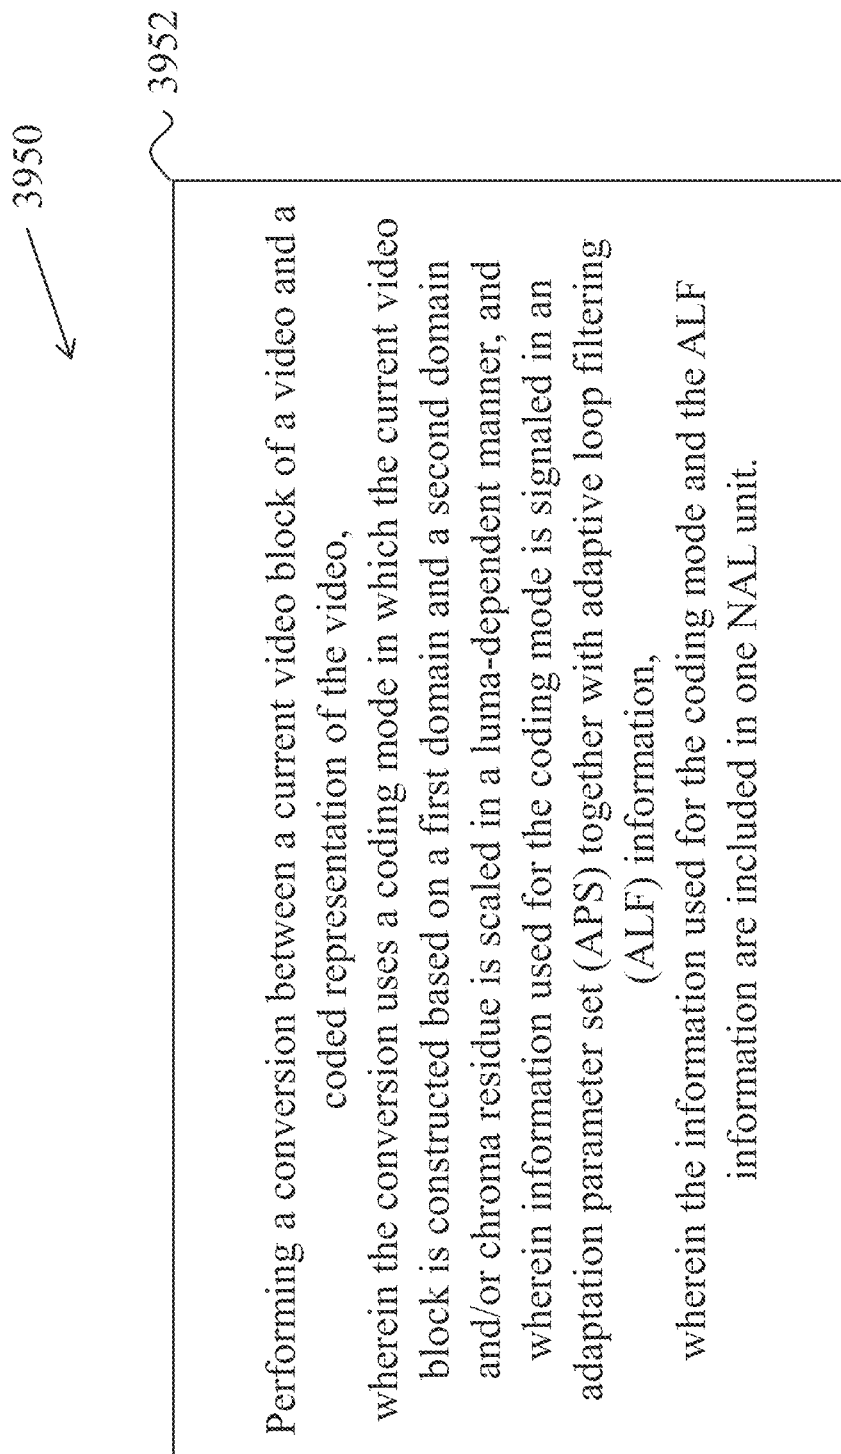 3950
3952
Performing a conversion between a current video block of a video and a
coded representation of the video,
wherein the conversion uses a coding mode in which the current video
block is constructed based on a first domain and a second domain
and/or chroma residue is scaled in a luma-dependent manner, and
wherein information used for the coding mode is signaled in an
adaptation parameter set (APS) together with adaptive loop filtering
(ALF) information,
wherein the information used for the coding mode and the ALF
information are included in one NAL unit.